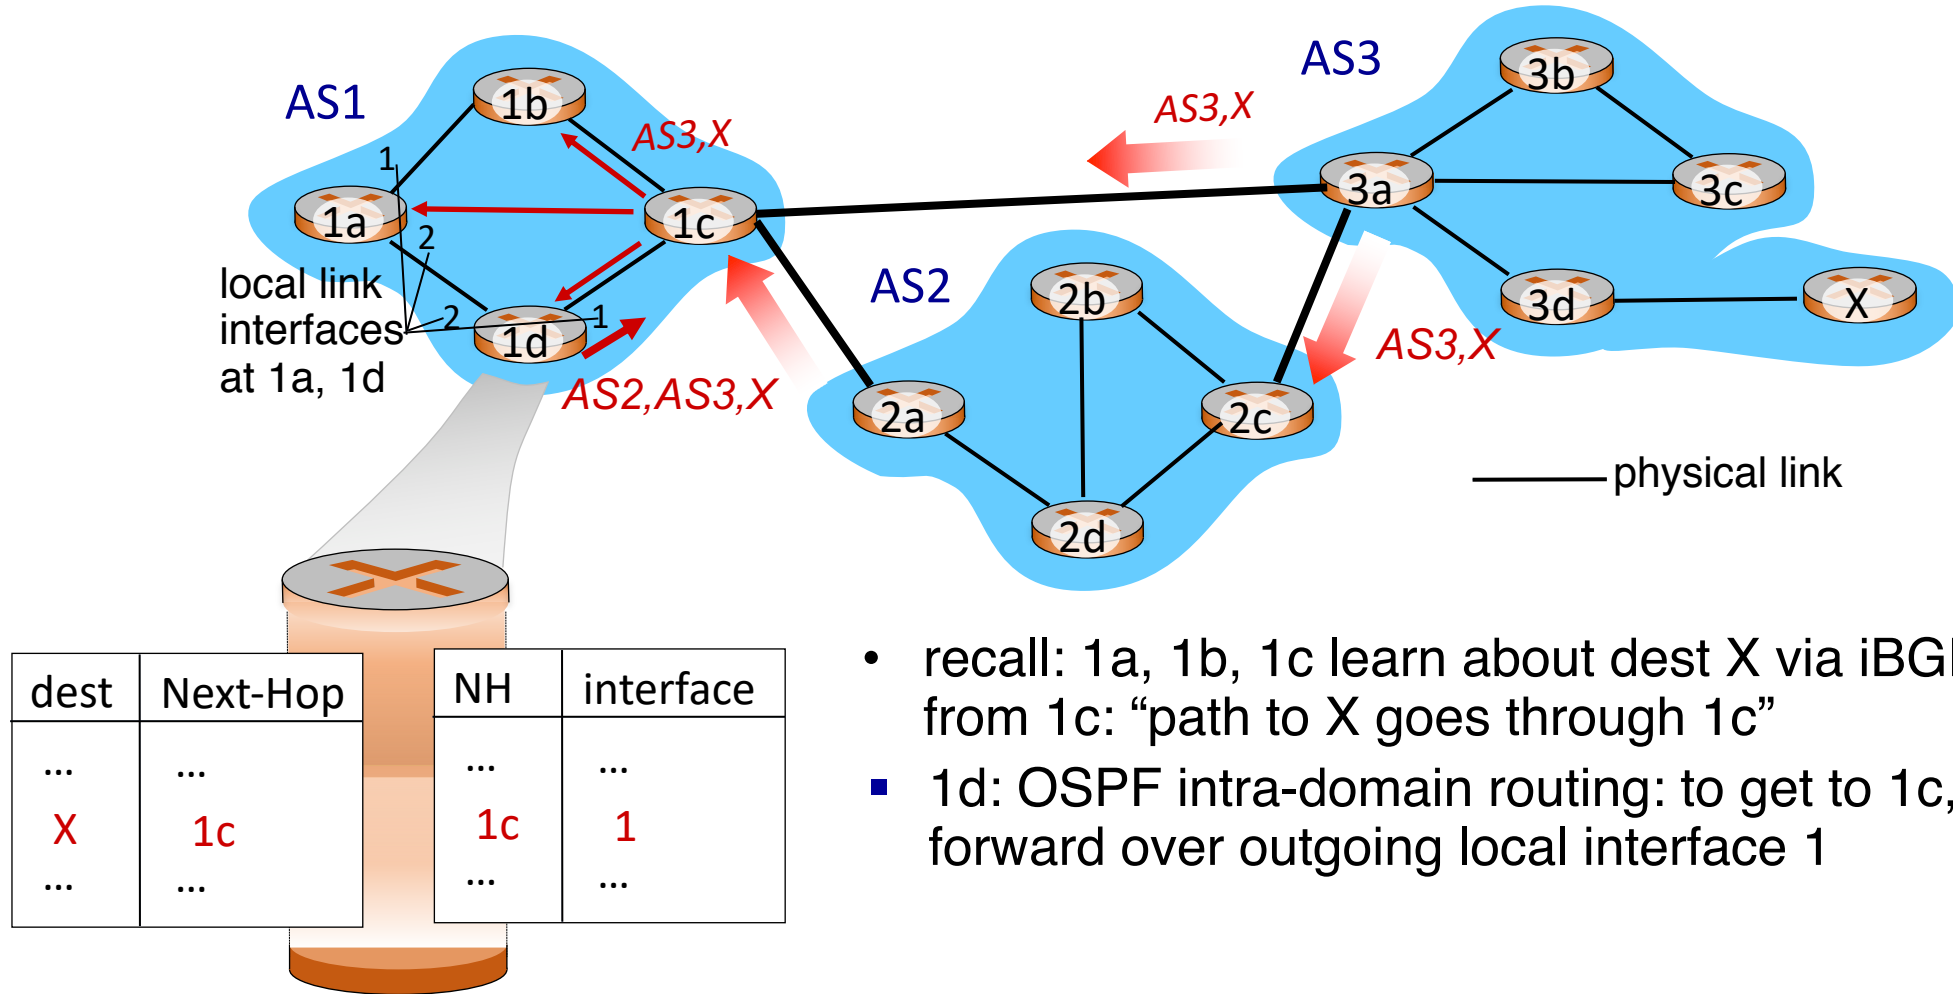 AS1
AS3
1b
3b
AS3,X
AS3,X
1
1a
1c
3a
3c
2
local link
interfaces
at 1a, 1d
2
1
1d
AS2
2b
3d
X
AS3,X
AS2,AS3,X
2a
2c
physical link
2d
dest Next-Hop
... ...
X 1c
... ...
NH interface
... ...
1c 1
... ...
• recall: 1a, 1b, 1c learn about dest X via iBG
from 1c: “path to X goes through 1c”
▪ 1d: OSPF intra-domain routing: to get to 1c,
forward over outgoing local interface 1